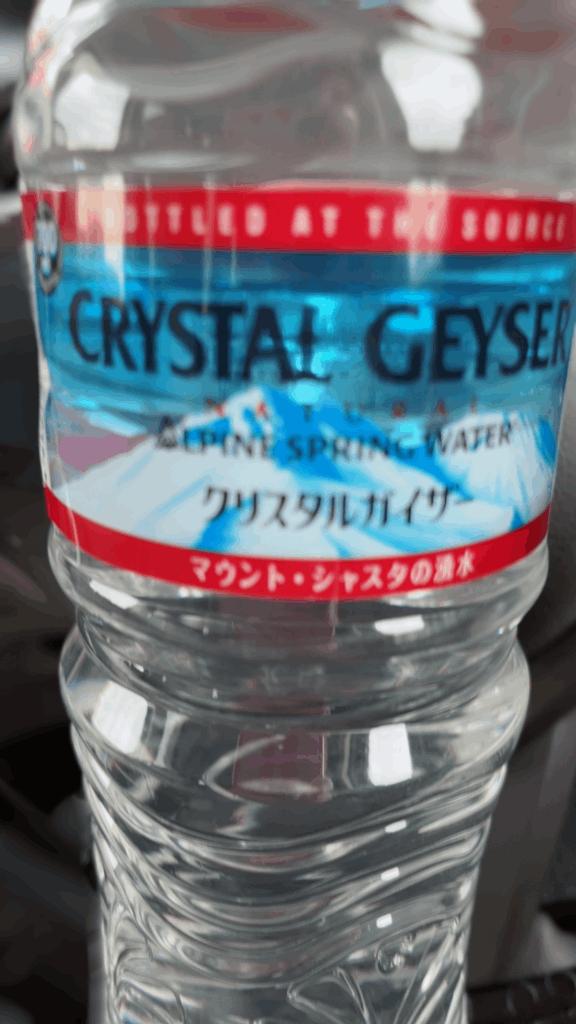 BOTTLED AT THE SOURCE
CRYSTAL GEYSER
NATURAL
ALPINE SPRING WATER
クリスタルガイザー
マウント・シャスタの湧水